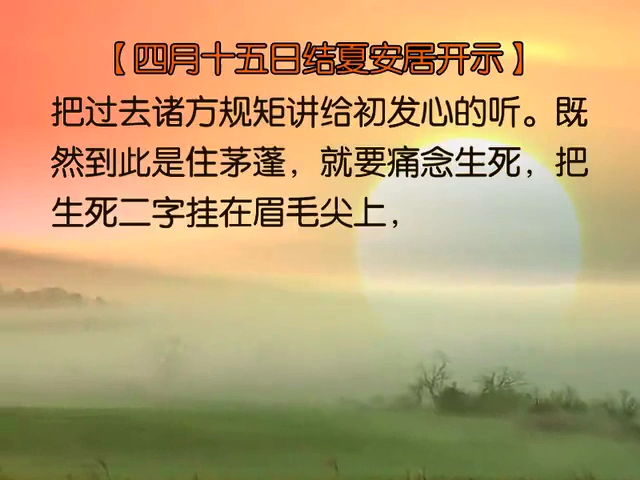 【四月十五日结夏安居开示】
把过去诸方规矩讲给初发心的听。既
然到此是住茅蓬，就要痛念生死，把
生死二字挂在眉毛尖上，